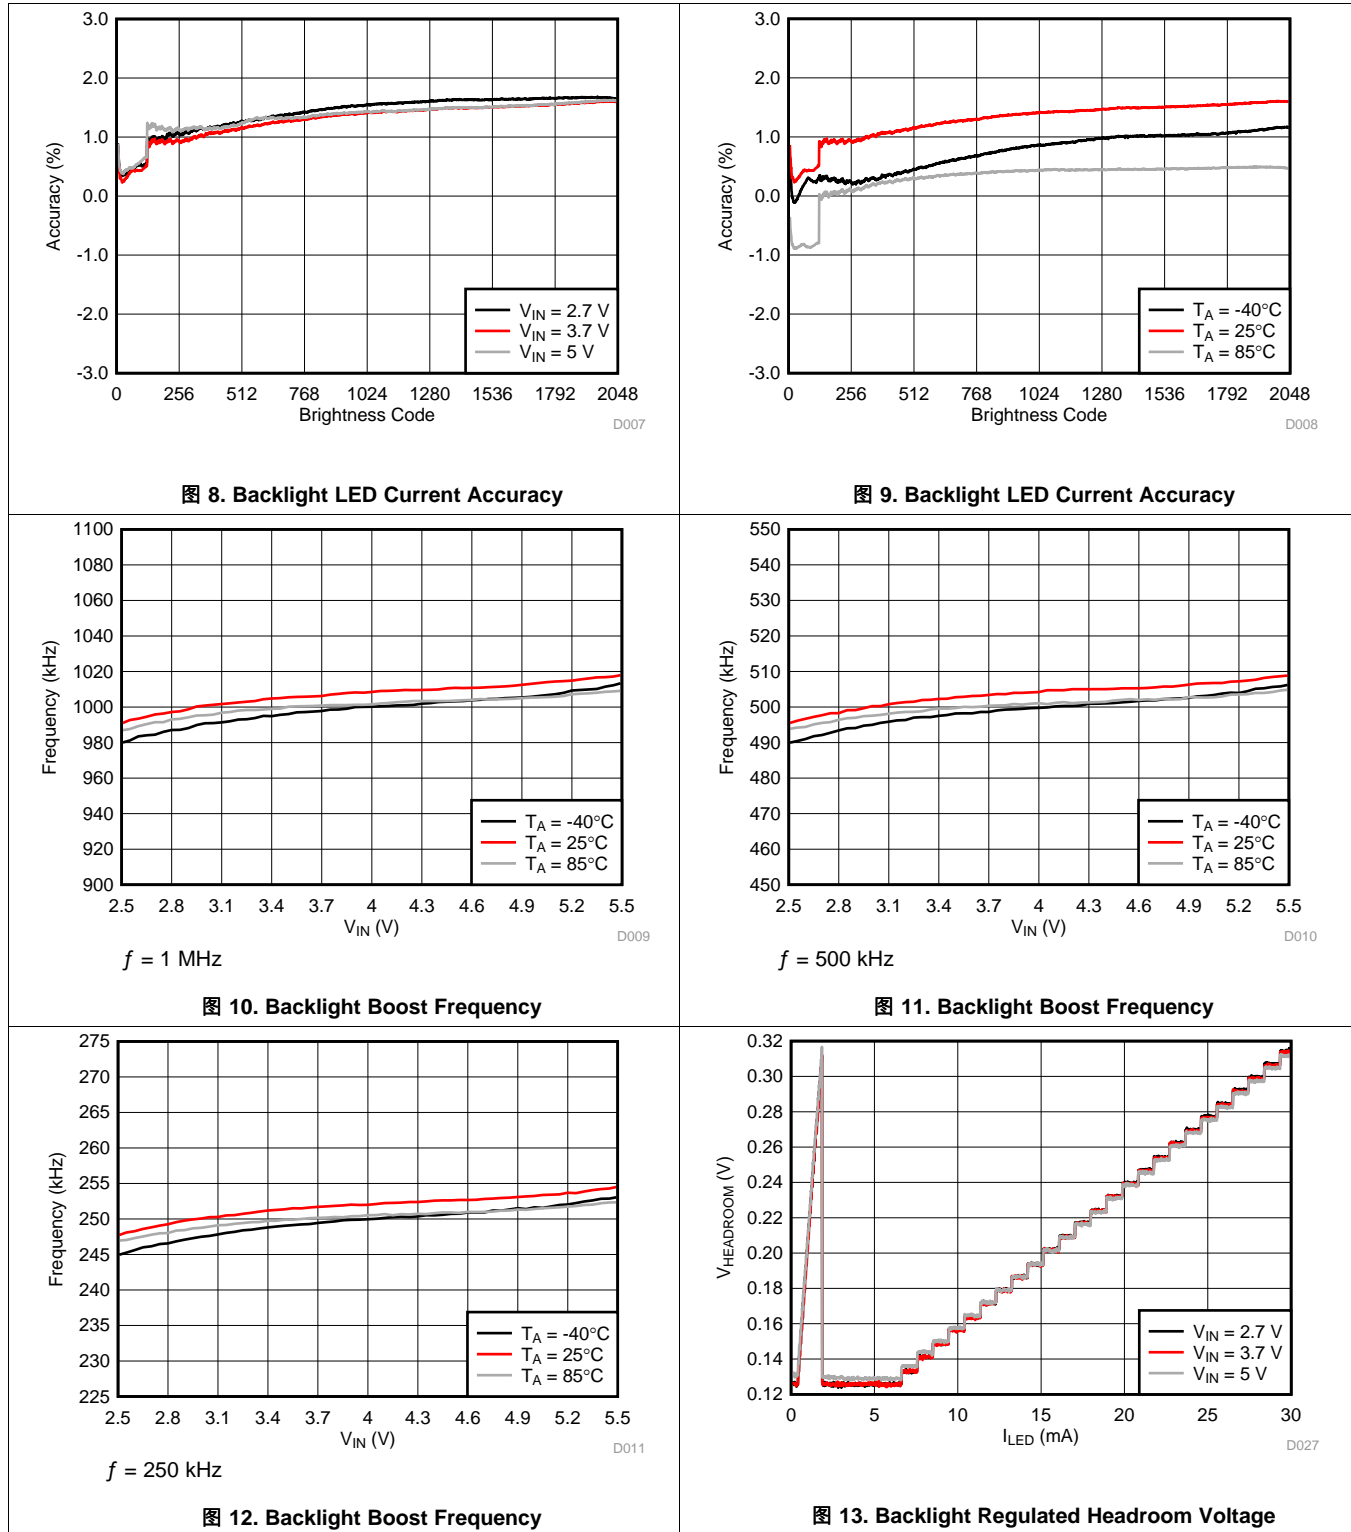 3.0
2.0
1.0
0.0
-1.0
-2.0
-3.0
Accuracy (%)
VIN = 2.7 V
VIN = 3.7 V
VIN = 5 V
0 256 512 768 1024 1280 1536 1792 2048
Brightness Code
D007
图 8. Backlight LED Current Accuracy
3.0
2.0
1.0
0.0
-1.0
-2.0
-3.0
Accuracy (%)
TA = -40°C
TA = 25°C
TA = 85°C
0 256 512 768 1024 1280 1536 1792 2048
Brightness Code
D008
图 9. Backlight LED Current Accuracy
1100
1080
1060
1040
1020
1000
980
960
940
920
900
Frequency (kHz)
TA = -40°C
TA = 25°C
TA = 85°C
2.5 2.8 3.1 3.4 3.7 4 4.3 4.6 4.9 5.2 5.5
VIN (V)
D009
ƒ = 1 MHz
图 10. Backlight Boost Frequency
550
540
530
520
510
500
490
480
470
460
450
Frequency (kHz)
TA = -40°C
TA = 25°C
TA = 85°C
2.5 2.8 3.1 3.4 3.7 4 4.3 4.6 4.9 5.2 5.5
VIN (V)
D010
ƒ = 500 kHz
图 11. Backlight Boost Frequency
275
270
265
260
255
250
245
240
235
230
225
Frequency (kHz)
TA = -40°C
TA = 25°C
TA = 85°C
2.5 2.8 3.1 3.4 3.7 4 4.3 4.6 4.9 5.2 5.5
VIN (V)
D011
ƒ = 250 kHz
图 12. Backlight Boost Frequency
0.32
0.30
0.28
0.26
0.24
0.22
0.20
0.18
0.16
0.14
0.12
VHEADROOM (V)
VIN = 2.7 V
VIN = 3.7 V
VIN = 5 V
0 5 10 15 20 25 30
ILED (mA)
D027
图 13. Backlight Regulated Headroom Voltage